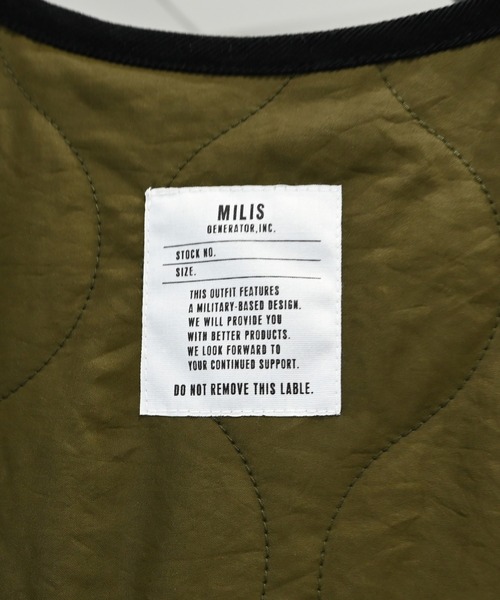 MILIS
GENERATOR,INC.
STOCK NO.
SIZE.
THIS OUTFIT FEATURES
A MILITARY-BASED DESIGN.
WE WILL PROVIDE YOU
WITH BETTER PRODUCTS.
WE LOOK FORWARD TO
YOUR CONTINUED SUPPORT.
DO NOT REMOVE THIS LABLE.